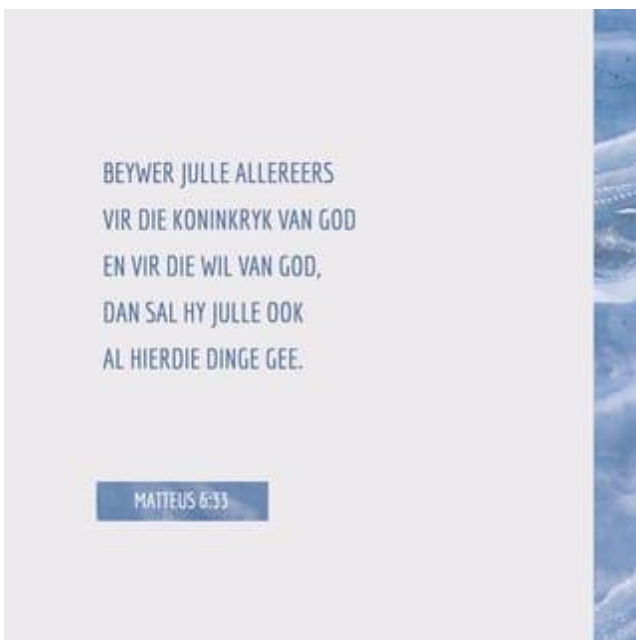 BEYWER JULLE ALLEREERS
VIR DIE KONINKRYK VAN GOD
EN VIR DIE WIL VAN GOD,
DAN SAL HY JULLE OOK
AL HIERDIE DINGE GEE.
MATTEUS 6:33